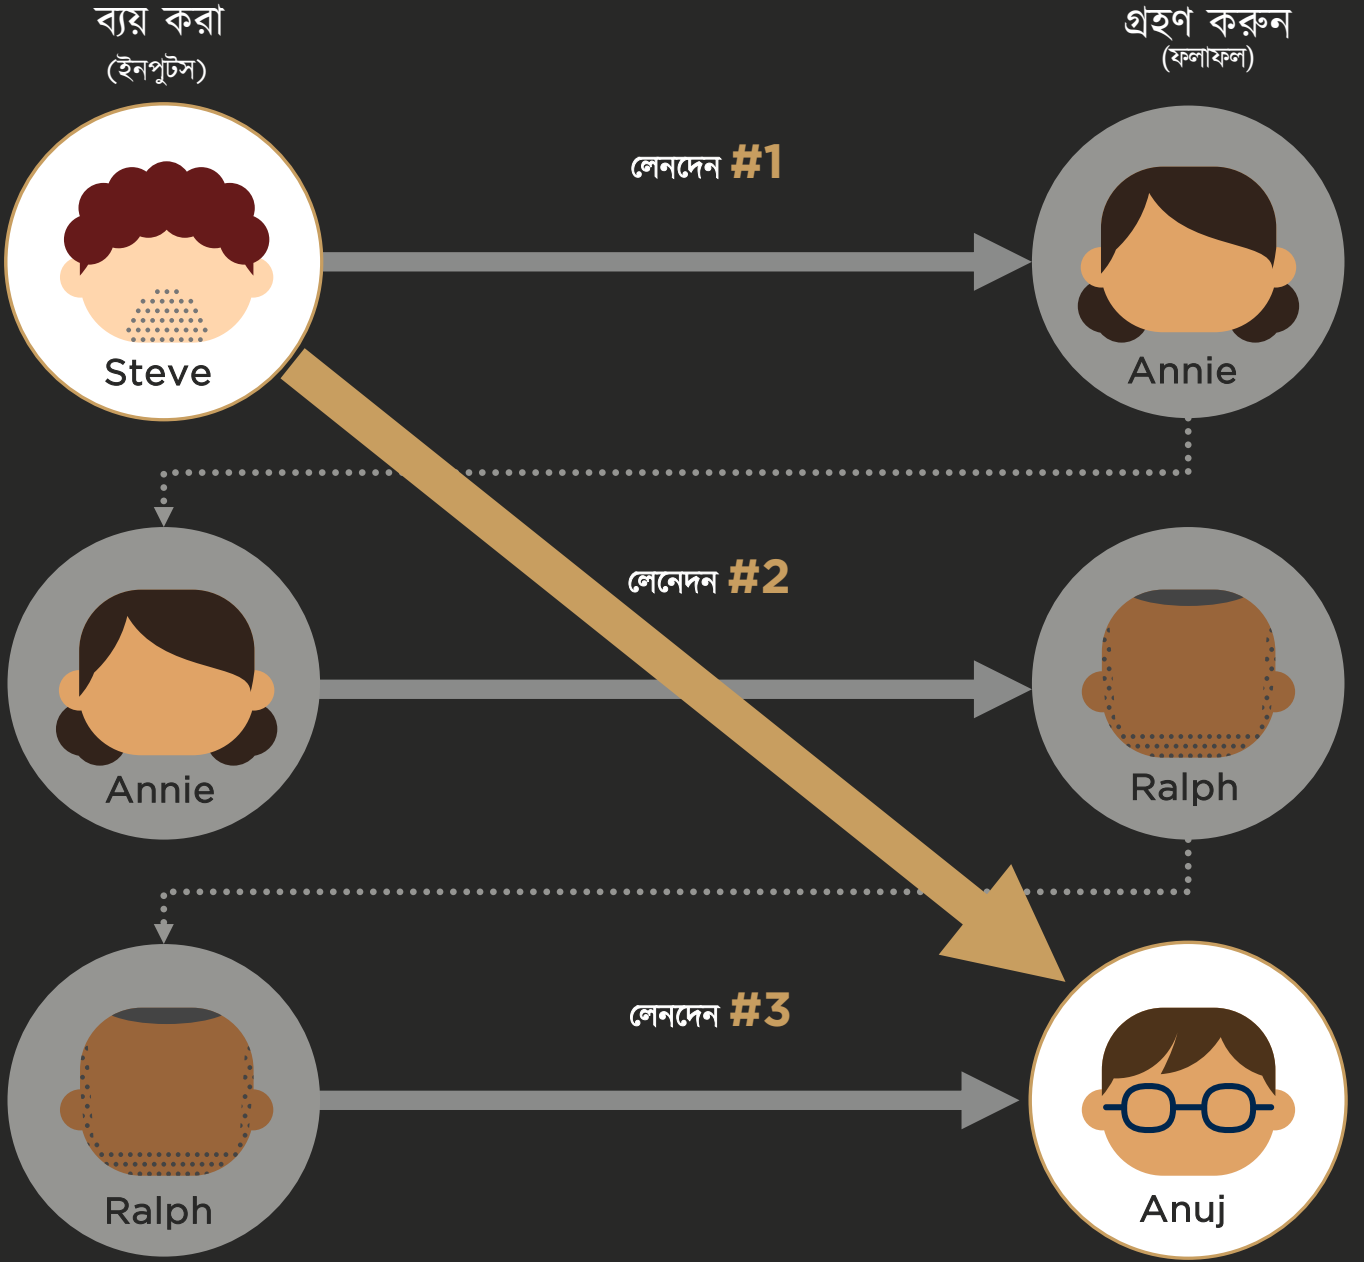 ব্যয় করা
(ইনপুটস)
গ্রহণ করুন
(ফলাফল)
লেনদেন #1
Steve
Annie
লেনেদন #2
Annie
Ralph
লেনদেন #3
Ralph
Anuj